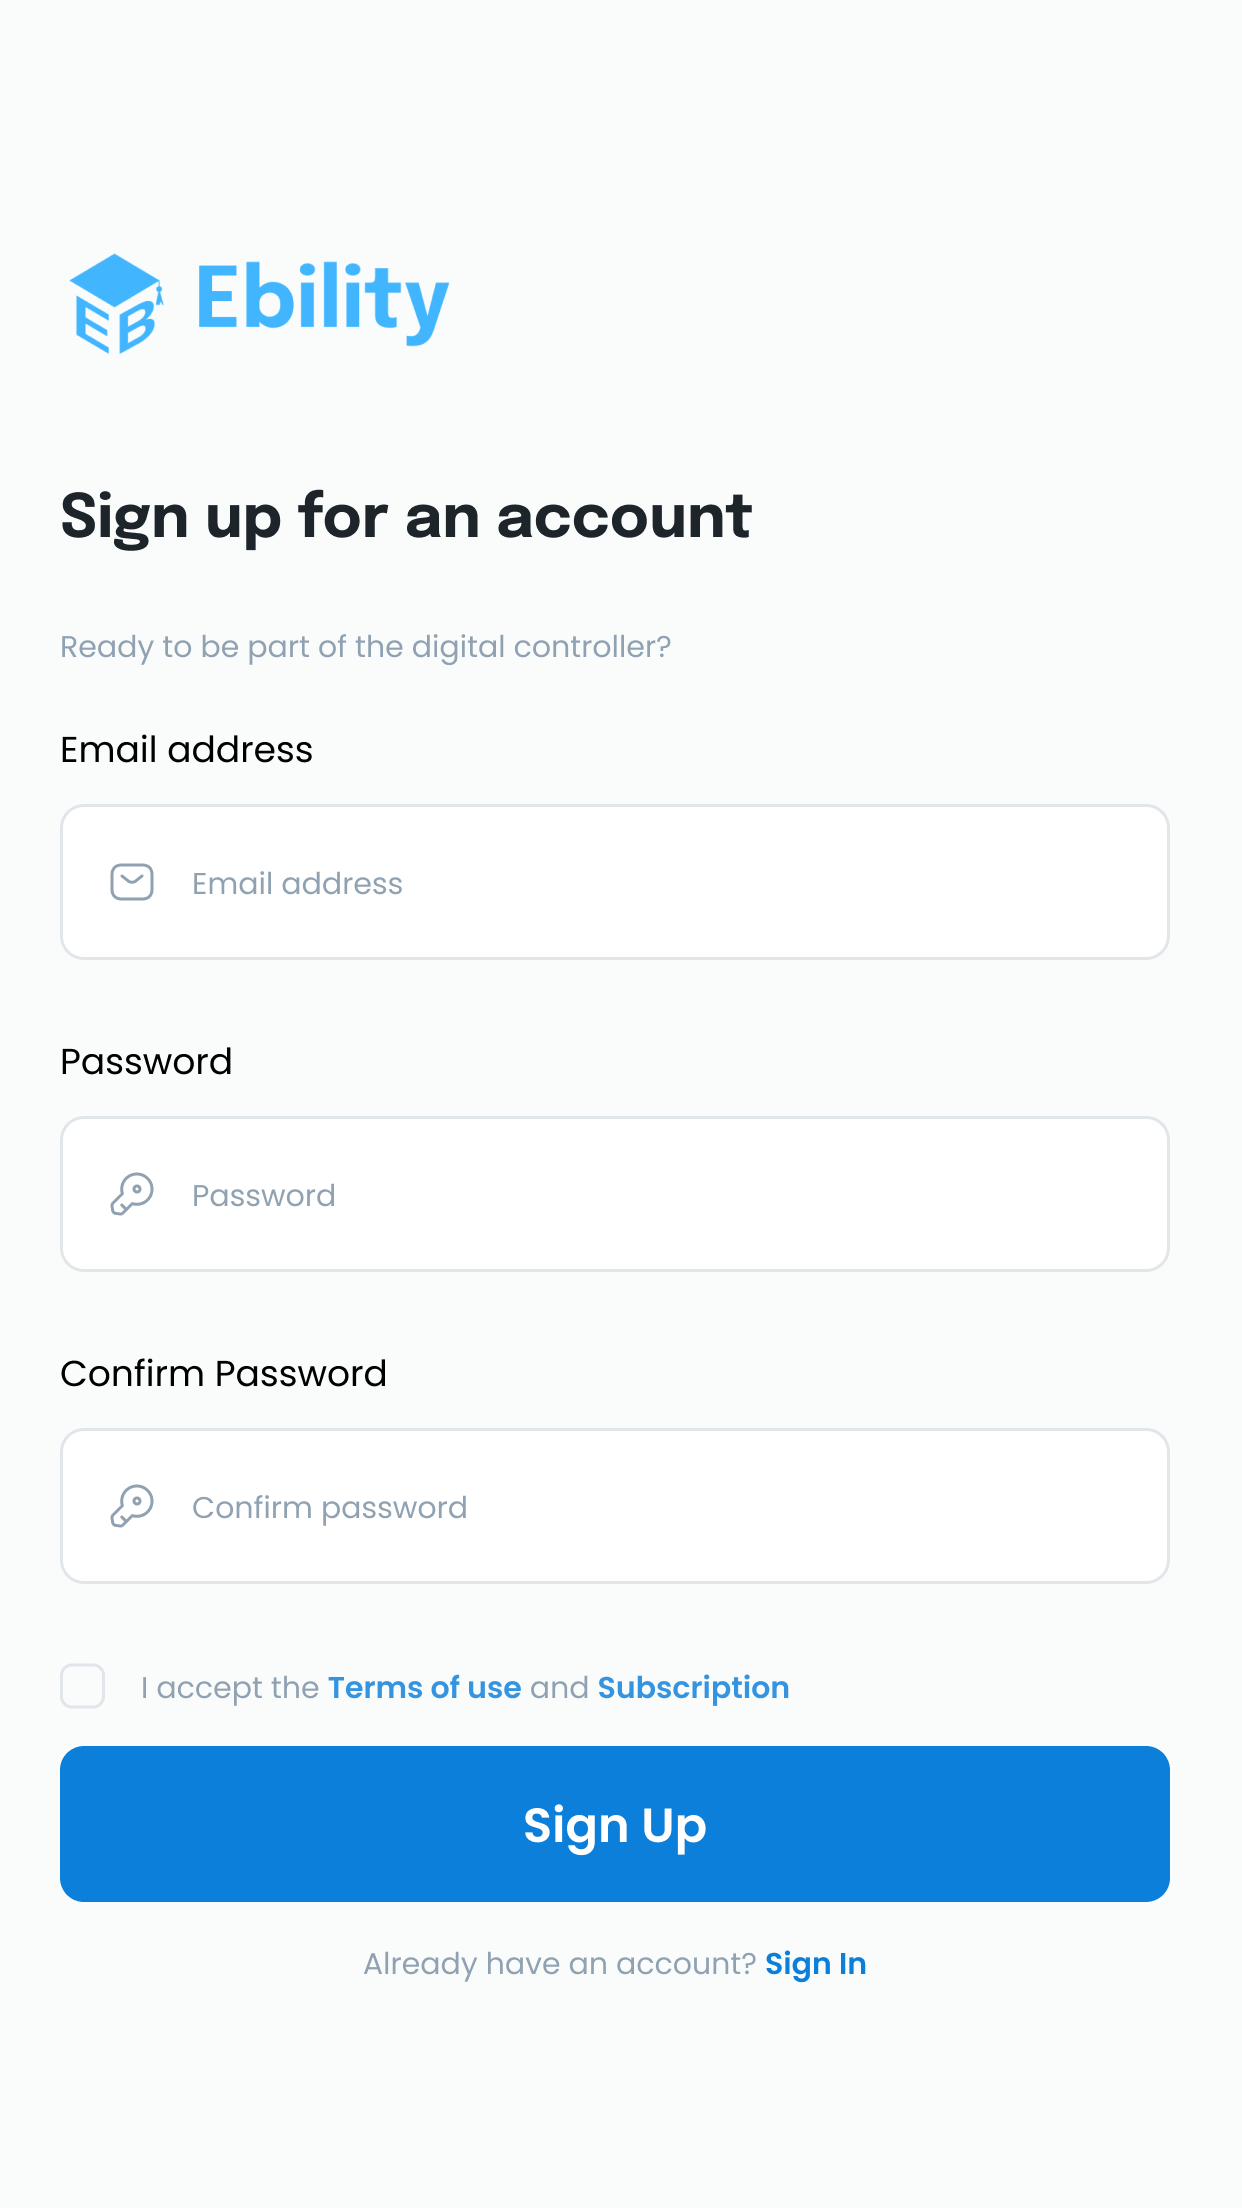 EB Ebility
Sign up for an account
Ready to be part of the digital controller?
Email address
Email address
Password
Password
Confirm Password
Confirm password
I accept the Terms of use and Subscription
Sign Up
Already have an account? Sign In